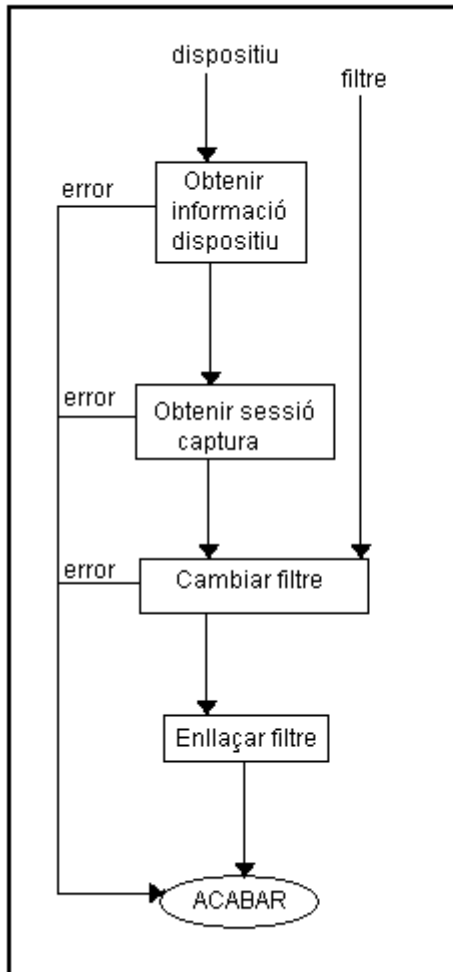 dispositiu
filtre
error
Obtenir
informació
dispositiu
error
Obtenir sessió
captura
error
Cambiar filtre
Enllaçar filtre
ACABAR